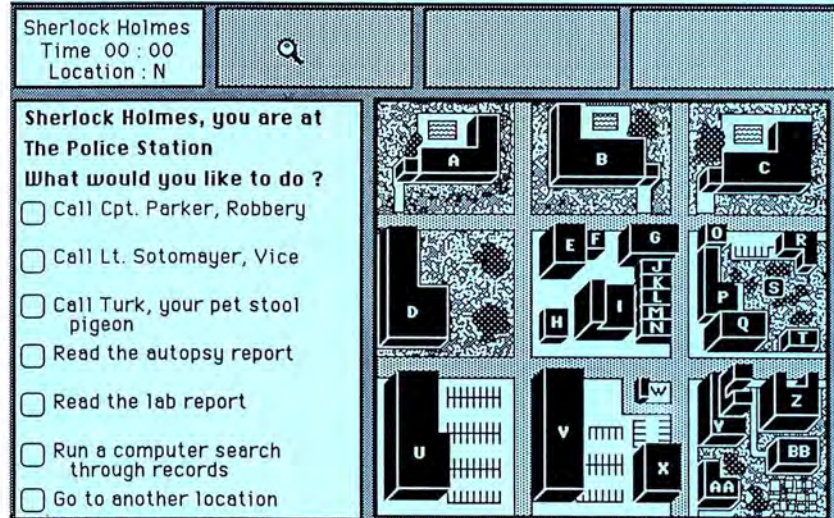 Sherlock Holmes
Time 00 : 00
Location : N
Sherlock Holmes, you are at
The Police Station
What would you like to do ?
Call Cpt. Parker, Robbery
Call Lt. Sotomayer, Vice
Call Turk, your pet stool
pigeon
Read the autopsy report
Read the lab report
Run a computer search
through records
Go to another location
A
B
C
D
E
F
G
H
I
J
K
L
M
N
O
P
Q
R
S
T
U
V
W
X
Y
Z
AA
BB